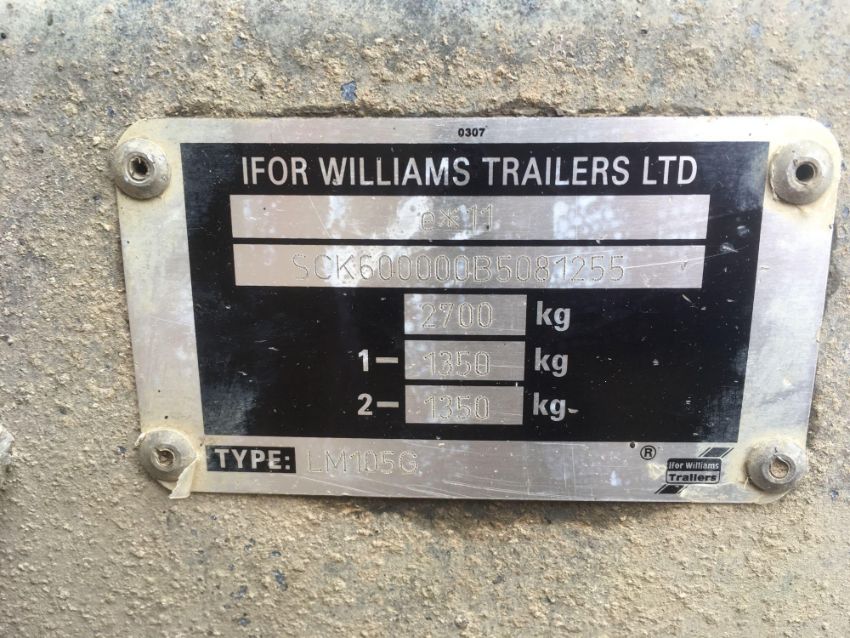 0307
IFOR WILLIAMS TRAILERS LTD
e*11
SCK600000B5081255
2700 kg
1- 1350 kg
2- 1350 kg
TYPE: LM105G
®
Ifor Williams
Trailers